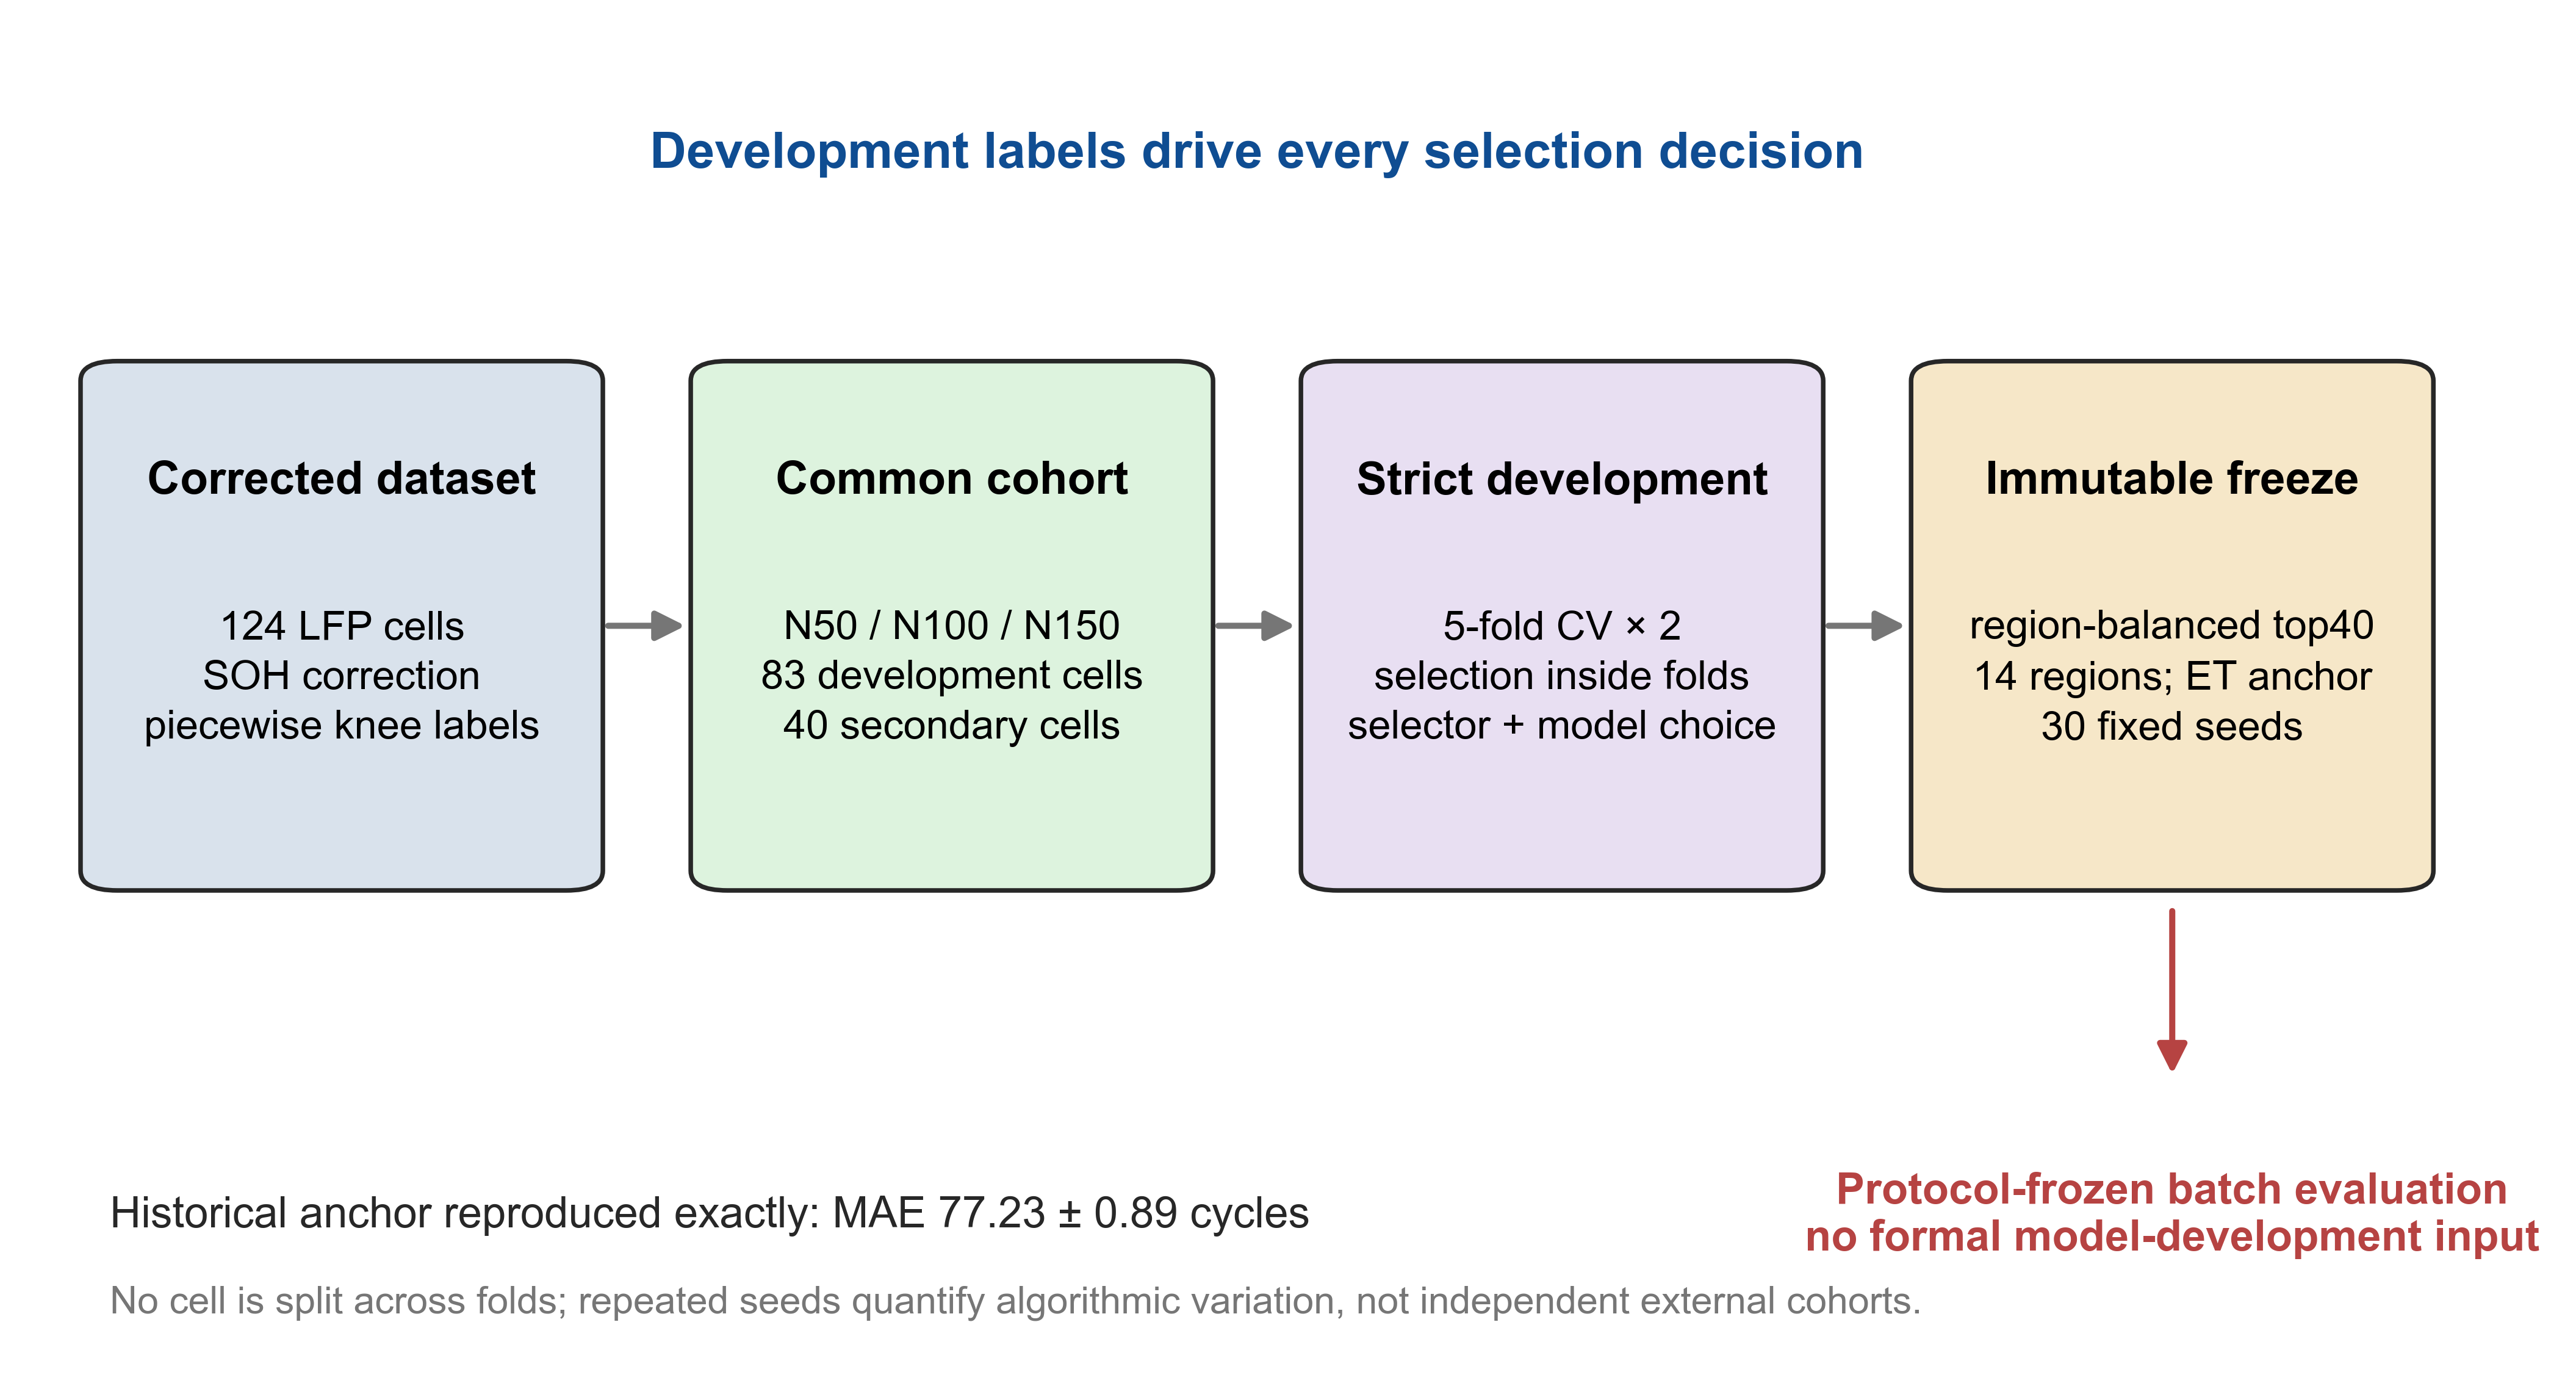 Development labels drive every selection decision
Corrected dataset
124 LFP cells
SOH correction
piecewise knee labels
Common cohort
N50 / N100 / N150
83 development cells
40 secondary cells
Strict development
5-fold CV × 2
selection inside folds
selector + model choice
Immutable freeze
region-balanced top40
14 regions; ET anchor
30 fixed seeds
Protocol-frozen batch evaluation
no formal model-development input
Historical anchor reproduced exactly: MAE 77.23 ± 0.89 cycles
No cell is split across folds; repeated seeds quantify algorithmic variation, not independent external cohorts.